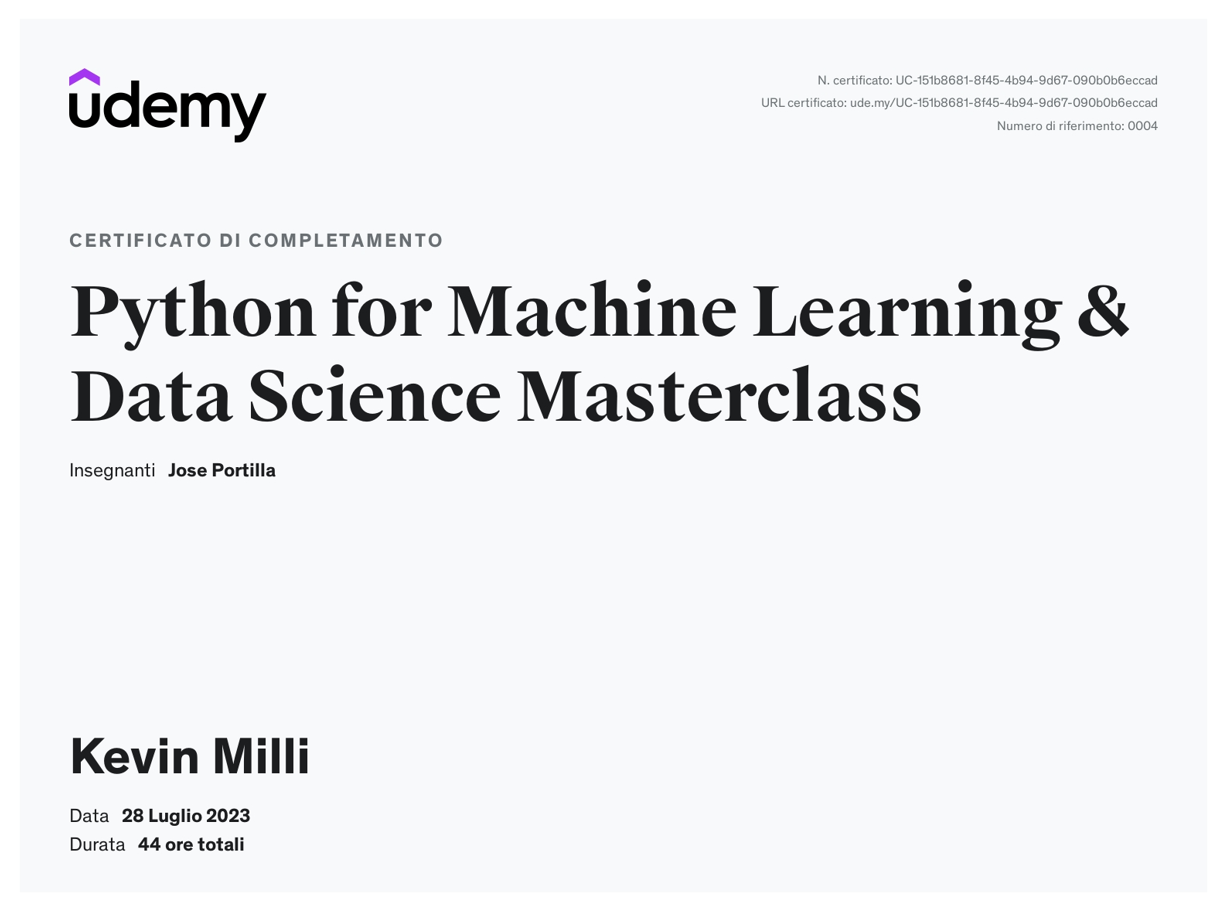 udemy
N. certificato: UC-151b8681-8f45-4b94-9d67-090b0b6eccad
URL certificato: ude.my/UC-151b8681-8f45-4b94-9d67-090b0b6eccad
Numero di riferimento: 0004
CERTIFICATO DI COMPLETAMENTO
Python for Machine Learning &
Data Science Masterclass
Insegnanti Jose Portilla
Kevin Milli
Data 28 Luglio 2023
Durata 44 ore totali